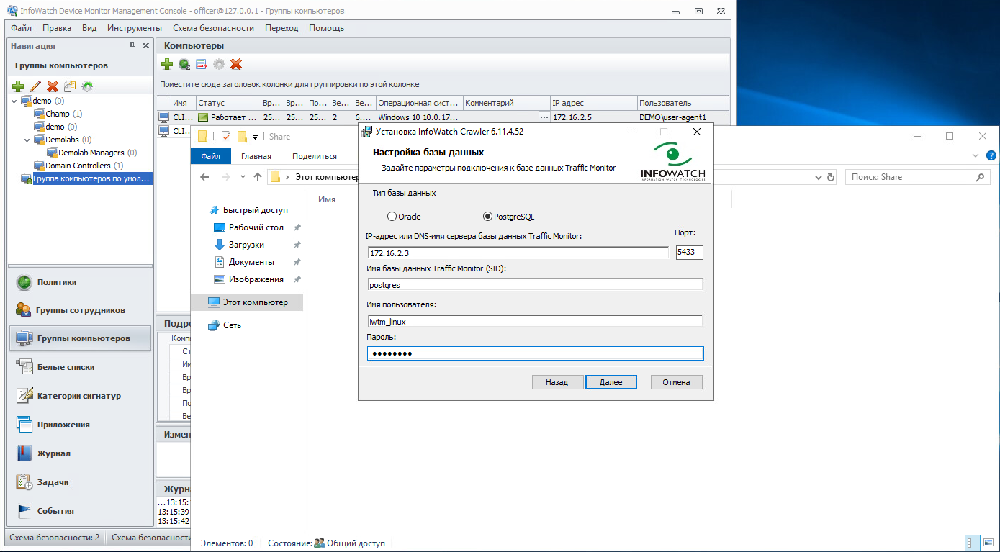 InfoWatch Device Monitor Management Console - officer@127.0.0.1 - Группы компьютеров
Файл Правка Вид Инструменты Схема безопасности Переход Помощь
Навигация
Группы компьютеров
demo (0)
Champ (1)
demo (0)
Demolabs (0)
Demolab Managers (0)
Domain Controllers (1)
Группа компьютеров по умол...
Политики
Группы сотрудников
Группы компьютеров
Белые списки
Категории сигнатур
Приложения
Журнал
Задачи
События
Схема безопасности: 2 Схема безопасности
Компьютеры
Поместите сюда заголовок колонки для группировки по этой колонке
Имя Статус Вр... Вр... По... Ве... Ве... Операционная сист... Комментарий IP адрес Пользователь
CLI... Работает ... 25... 25... 25... 2 6.... Windows 10 10.0.17... ... 172.16.2.5 DEMO\user-agent1
CLI...
Подро
Комп
Ст
Им
Вр
Вр
По
Ве
Измен
Журн
...13:15:
13:15:39
13:15:42
Share
Файл Главная Поделиться
Этот компьютер
Поиск: Share
Имя
Быстрый доступ
Рабочий стол
Загрузки
Документы
Изображения
Этот компьютер
Сеть
Элементов: 0 Состояние: Общий доступ
Установка InfoWatch Crawler 6.11.4.52
Настройка базы данных
Задайте параметры подключения к базе данных Traffic Monitor
INFOWATCH
Тип базы данных
Oracle PostgreSQL
IP-адрес или DNS-имя сервера базы данных Traffic Monitor: Порт:
172.16.2.3 5433
Имя базы данных Traffic Monitor (SID):
postgres
Имя пользователя:
iwtm_linux
Пароль:
Назад Далее Отмена